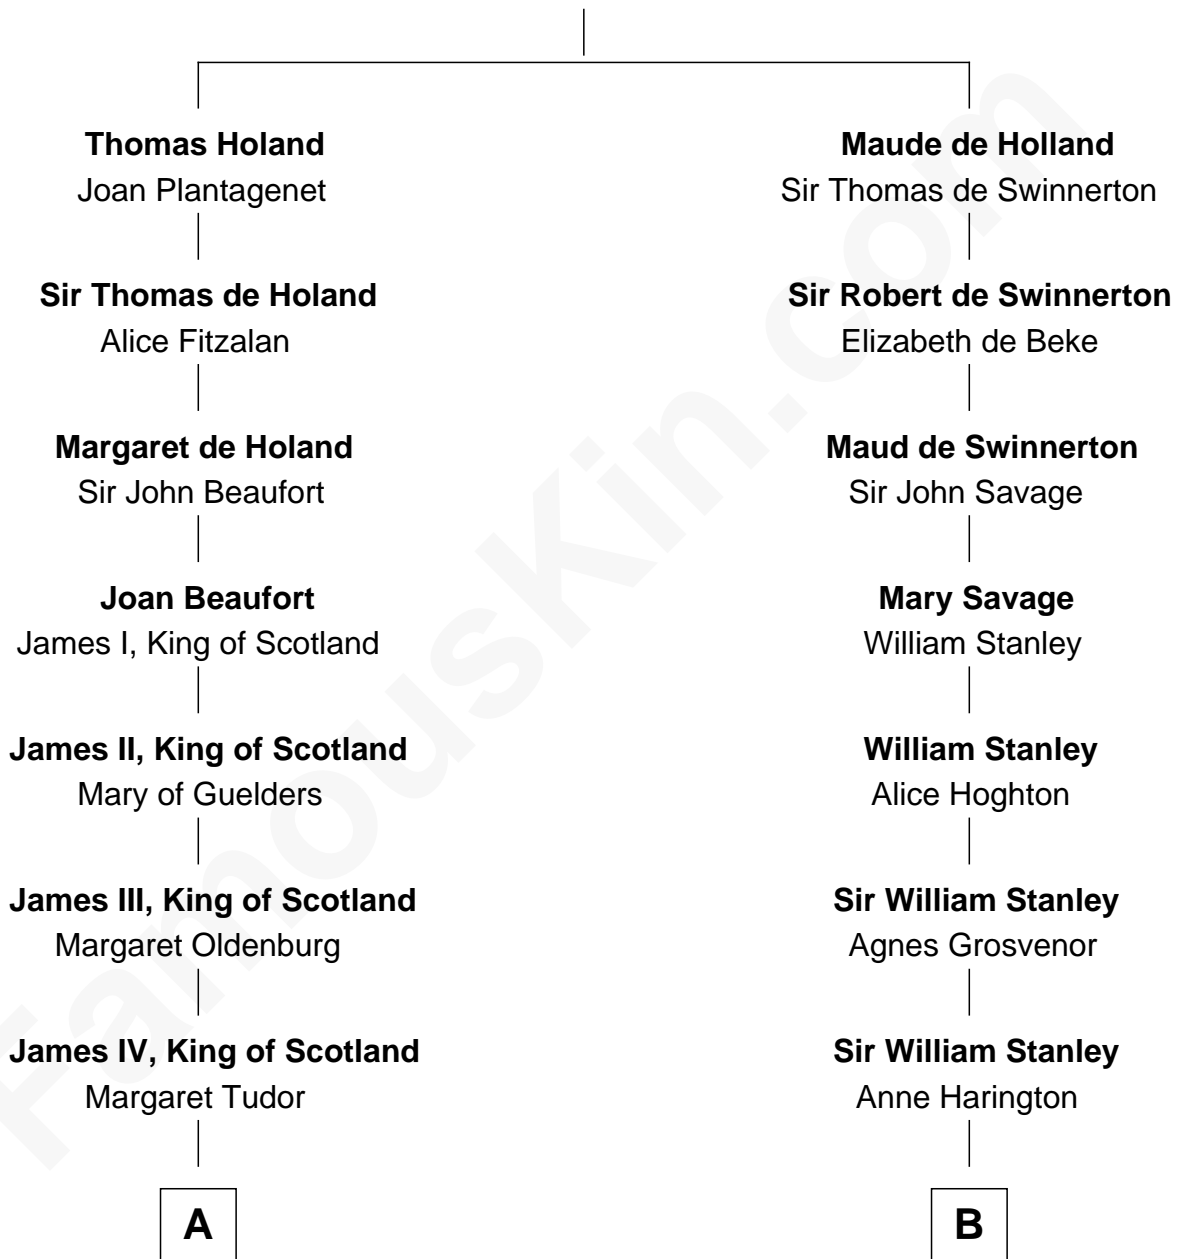 Thomas Holand
Joan Plantagenet
Maude de Holland
Sir Thomas de Swinnerton
Sir Thomas de Holand
Alice Fitzalan
Sir Robert de Swinnerton
Elizabeth de Beke
Margaret de Holand
Sir John Beaufort
Maud de Swinnerton
Sir John Savage
Joan Beaufort
James I, King of Scotland
Mary Savage
William Stanley
James II, King of Scotland
Mary of Guelders
William Stanley
Alice Hoghton
James III, King of Scotland
Margaret Oldenburg
Sir William Stanley
Agnes Grosvenor
James IV, King of Scotland
Margaret Tudor
Sir William Stanley
Anne Harington
A
B
FamousKin.com